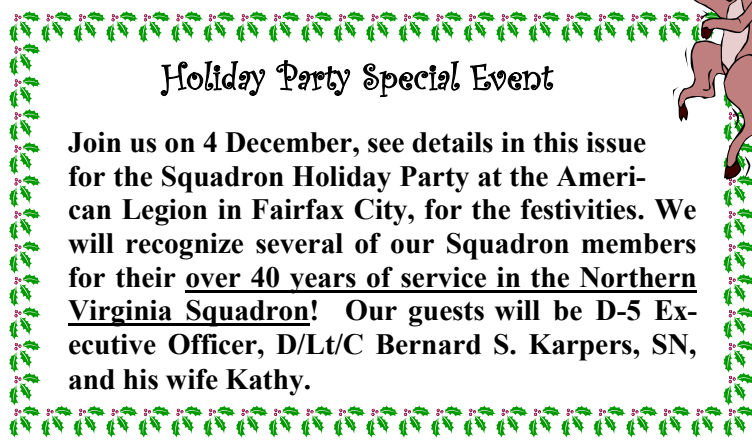 Holiday Party Special Event
Join us on 4 December, see details in this issue
for the Squadron Holiday Party at the Ameri-
can Legion in Fairfax City, for the festivities. We
will recognize several of our Squadron members
for their over 40 years of service in the Northern
Virginia Squadron! Our guests will be D-5 Ex-
ecutive Officer, D/Lt/C Bernard S. Karpers, SN,
and his wife Kathy.